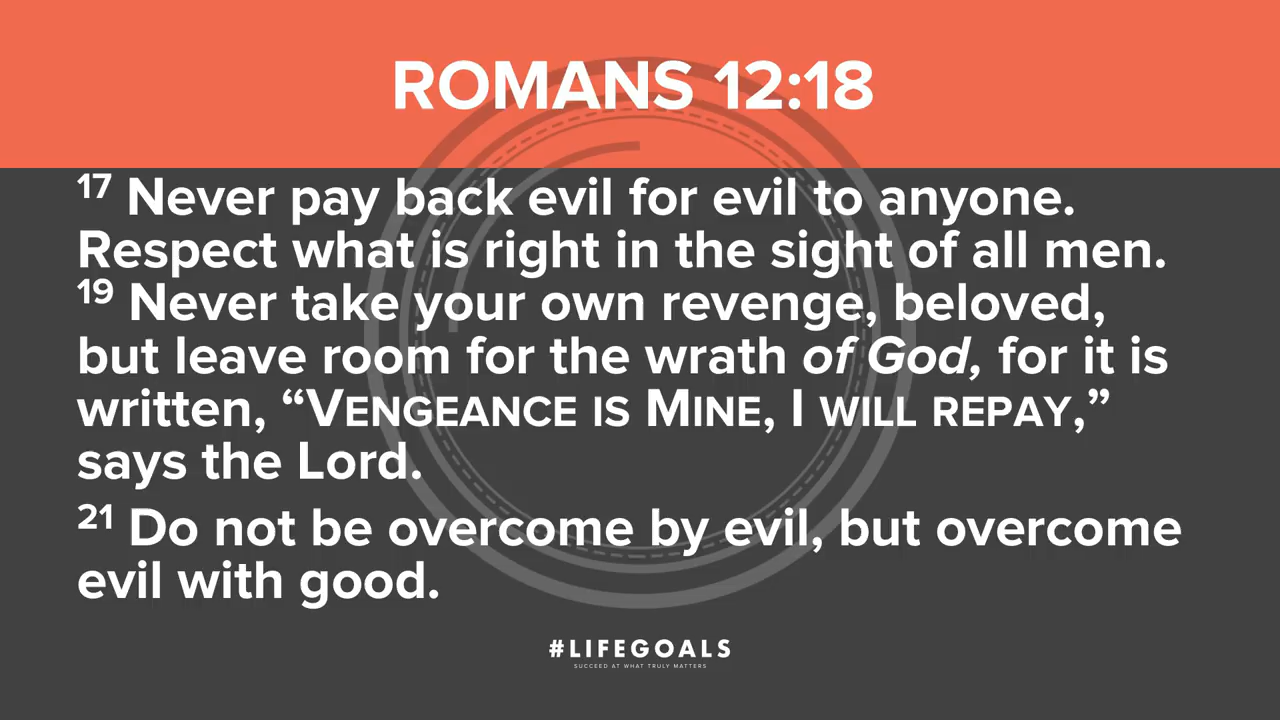 ROMANS 12:18
17 Never pay back evil for evil to anyone.
Respect what is right in the sight of all men.
19 Never take your own revenge, beloved,
but leave room for the wrath of God, for it is
written, “VENGEANCE IS MINE, I WILL REPAY,”
says the Lord.
21 Do not be overcome by evil, but overcome
evil with good.
#LIFEGOALS
SUCCEED AT WHAT TRULY MATTERS